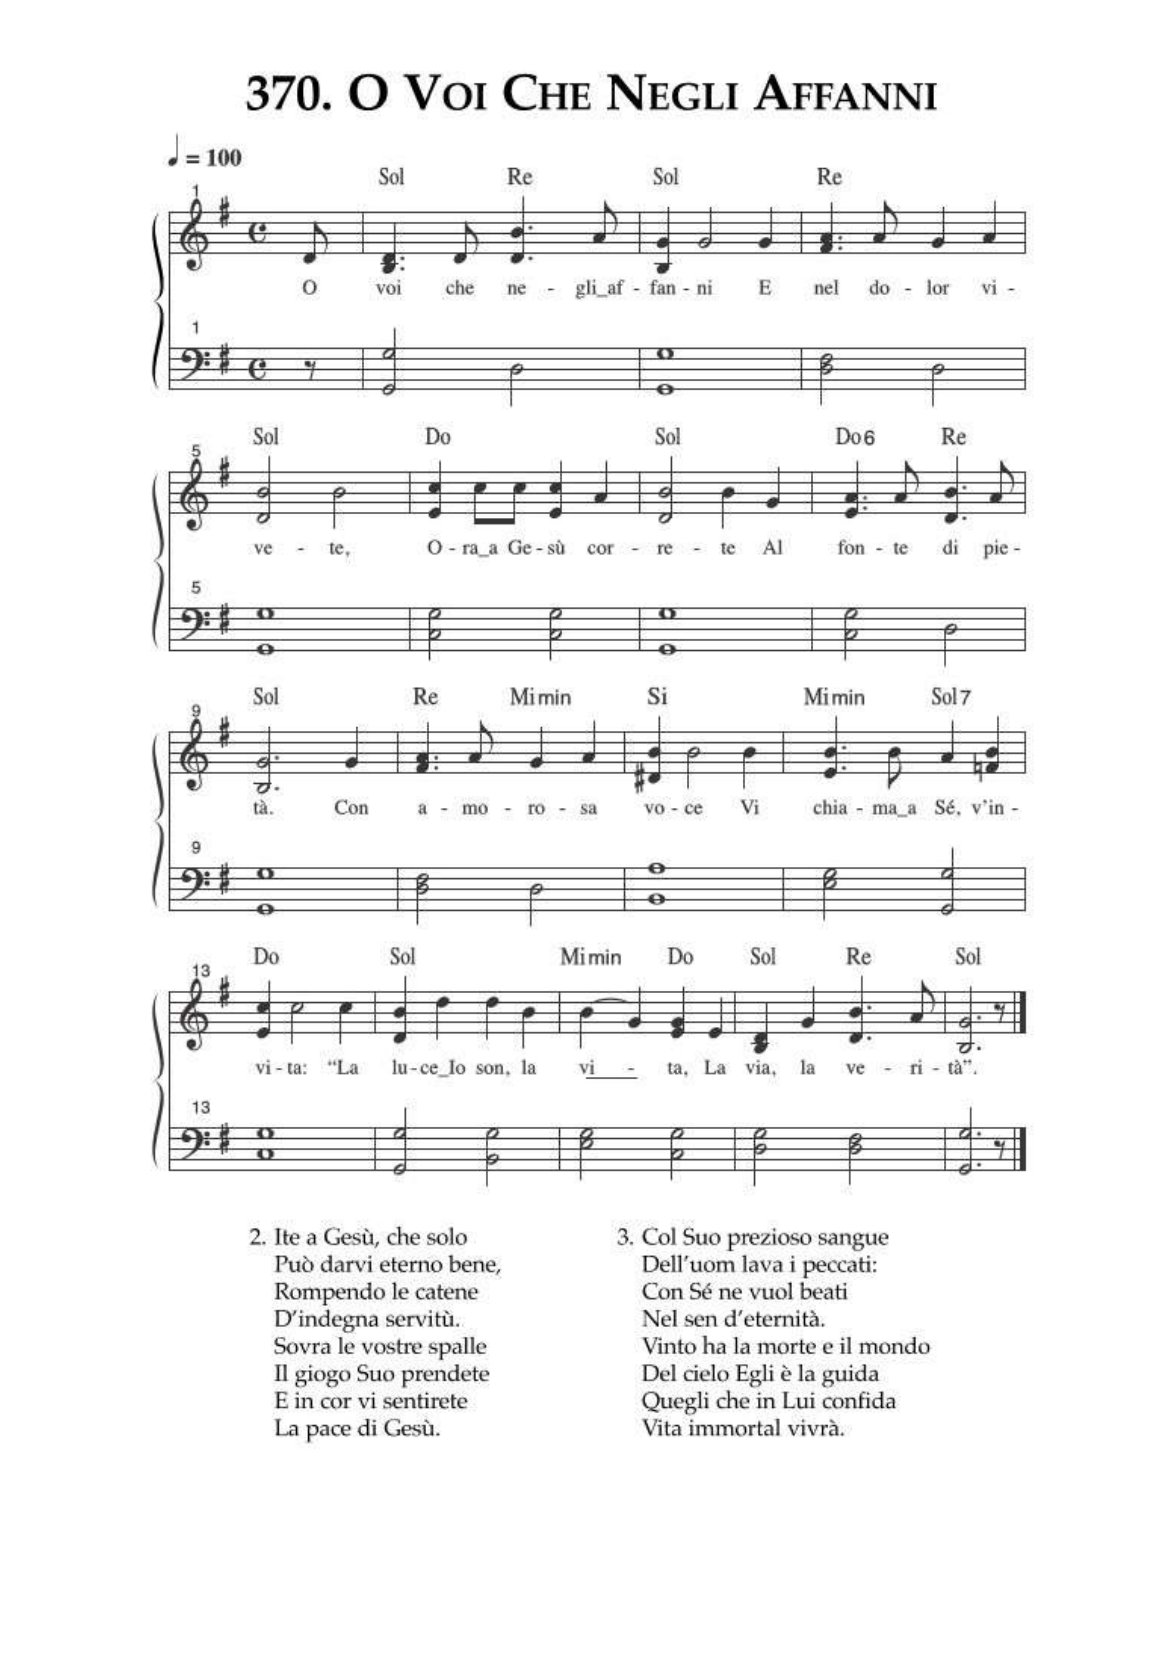 370. O Voi Che Negli Affanni
♩ = 100
Sol Re Sol Re
1
O voi che ne - gli_af - fan - ni E nel do - lor vi -
1
Sol Do Sol Do6 Re
5
ve - te, O - ra_a Ge - sù cor - re - te Al fon - te di pie -
5
Sol Re Mimin Si Mimin Sol7
9
tà. Con a - mo - ro - sa vo - ce Vi chia - ma_a Sé, v'in -
9
Do Sol Mimin Do Sol Re Sol
13
vi - ta: “La lu - ce_Io son, la vi - ta, La via, la ve - ri - tà”.
13
2. Ite a Gesù, che solo
Può darvi eterno bene,
Rompendo le catene
D'indegna servitù.
Sovra le vostre spalle
Il giogo Suo prendete
E in cor vi sentirete
La pace di Gesù.
3. Col Suo prezioso sangue
Dell'uom lava i peccati:
Con Sé ne vuol beati
Nel sen d'eternità.
Vinto ha la morte e il mondo
Del cielo Egli è la guida
Quegli che in Lui confida
Vita immortal vivrà.